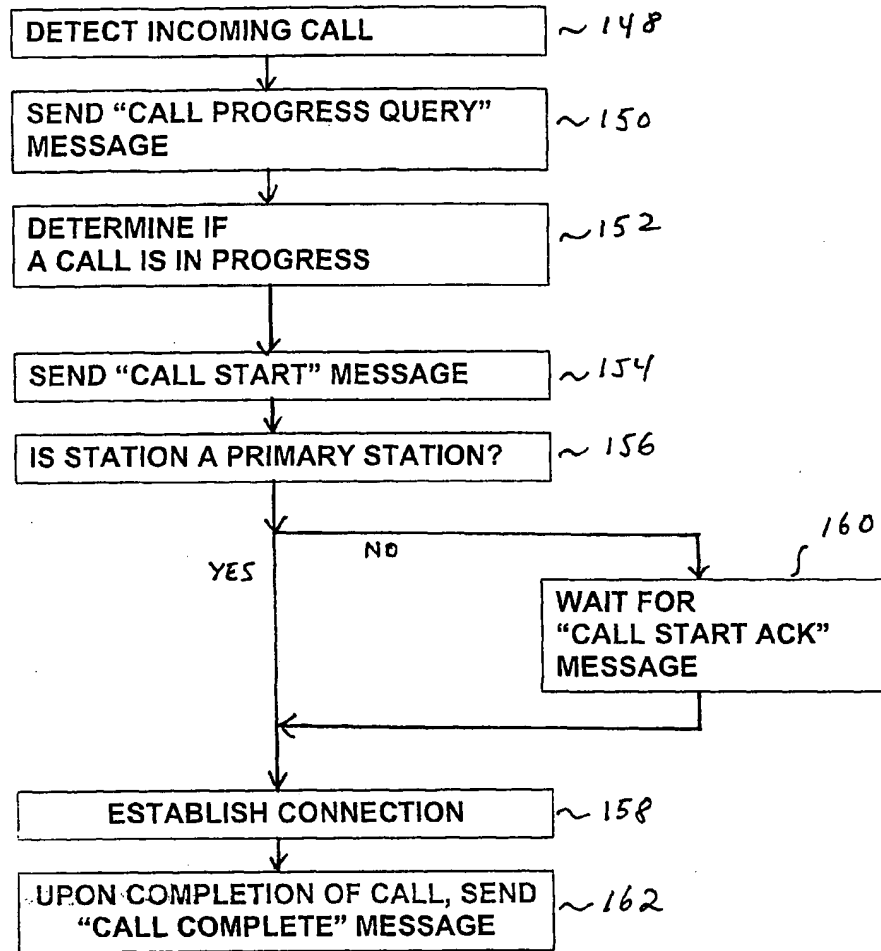 DETECT INCOMING CALL ~ 148
SEND “CALL PROGRESS QUERY” ~ 150
MESSAGE
DETERMINE IF ~ 152
A CALL IS IN PROGRESS
SEND “CALL START” MESSAGE ~ 154
IS STATION A PRIMARY STATION? ~ 156
160
NO
YES
WAIT FOR
“CALL START ACK”
MESSAGE
ESTABLISH CONNECTION ~ 158
UPON COMPLETION OF CALL, SEND ~ 162
“CALL COMPLETE” MESSAGE